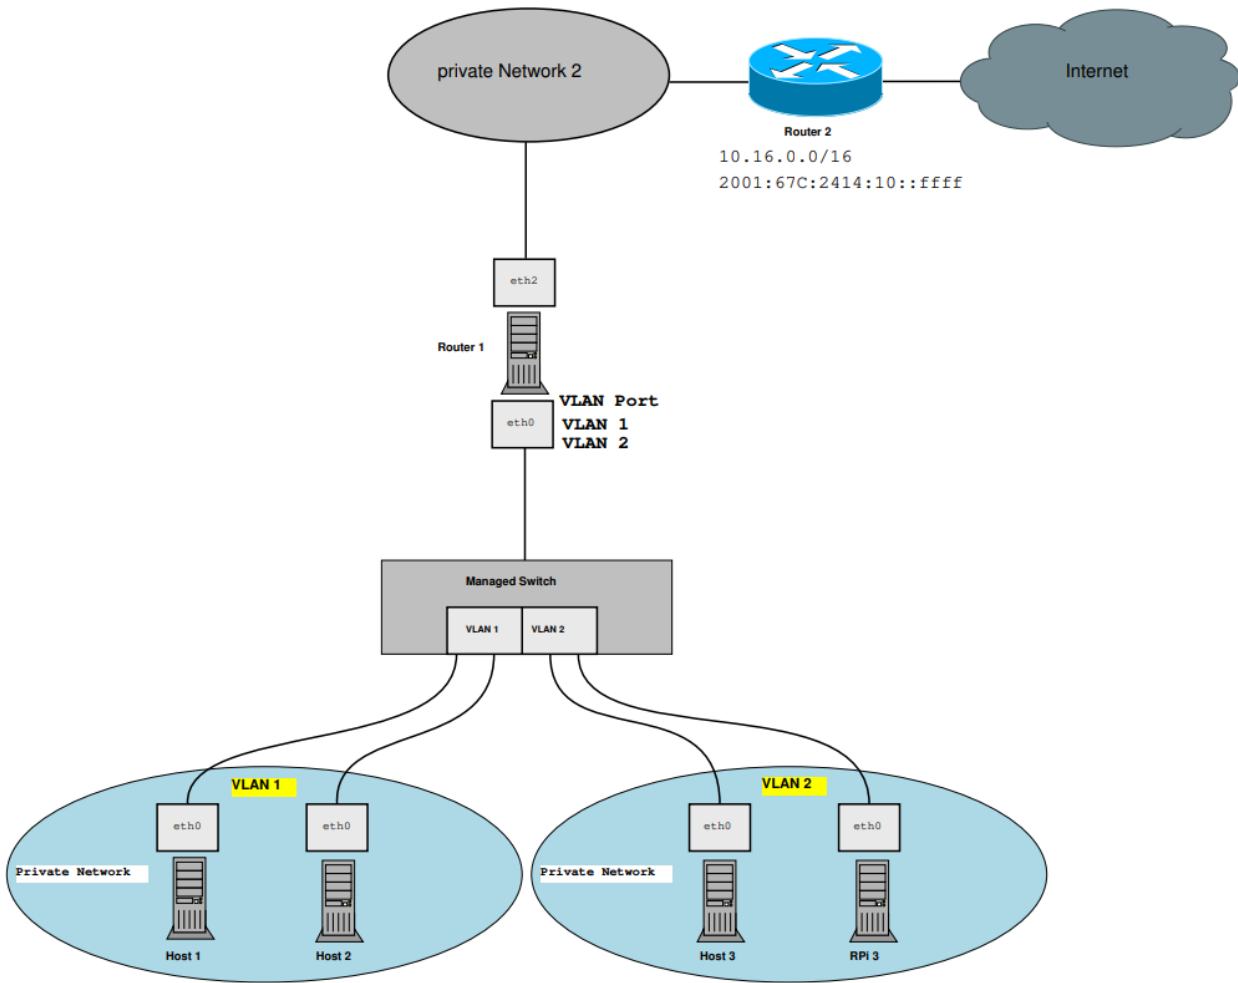 private Network 2
Internet
Router 2
10.16.0.0/16
2001:67C:2414:10::ffff
eth2
Router 1
VLAN Port
eth0
VLAN 1
VLAN 2
Managed Switch
VLAN 1
VLAN 2
VLAN 1
VLAN 2
eth0
eth0
eth0
eth0
Private Network
Private Network
Host 1
Host 2
Host 3
RPi 3